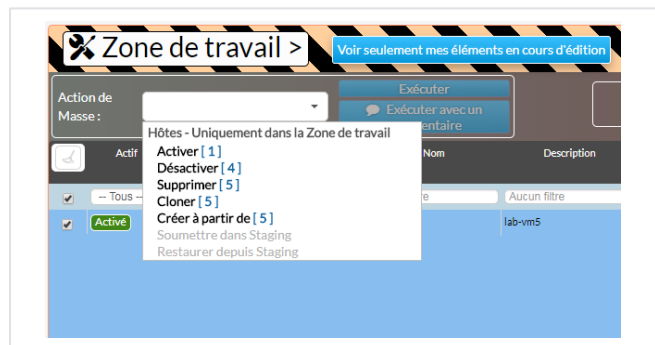 Zone de travail >
Voir seulement mes éléments en cours d'édition
Action de
Masse :
Exécuter
Exécuter avec un
entaire
Hôtes - Uniquement dans la Zone de travail
Activer [ 1 ]
Désactiver [ 4 ]
Supprimer [ 5 ]
Cloner [ 5 ]
Créer à partir de [ 5 ]
Soumettre dans Staging
Restaurer depuis Staging
Actif
Nom
Description
-- Tous --
re
Aucun filtre
Activé
lab-vm5